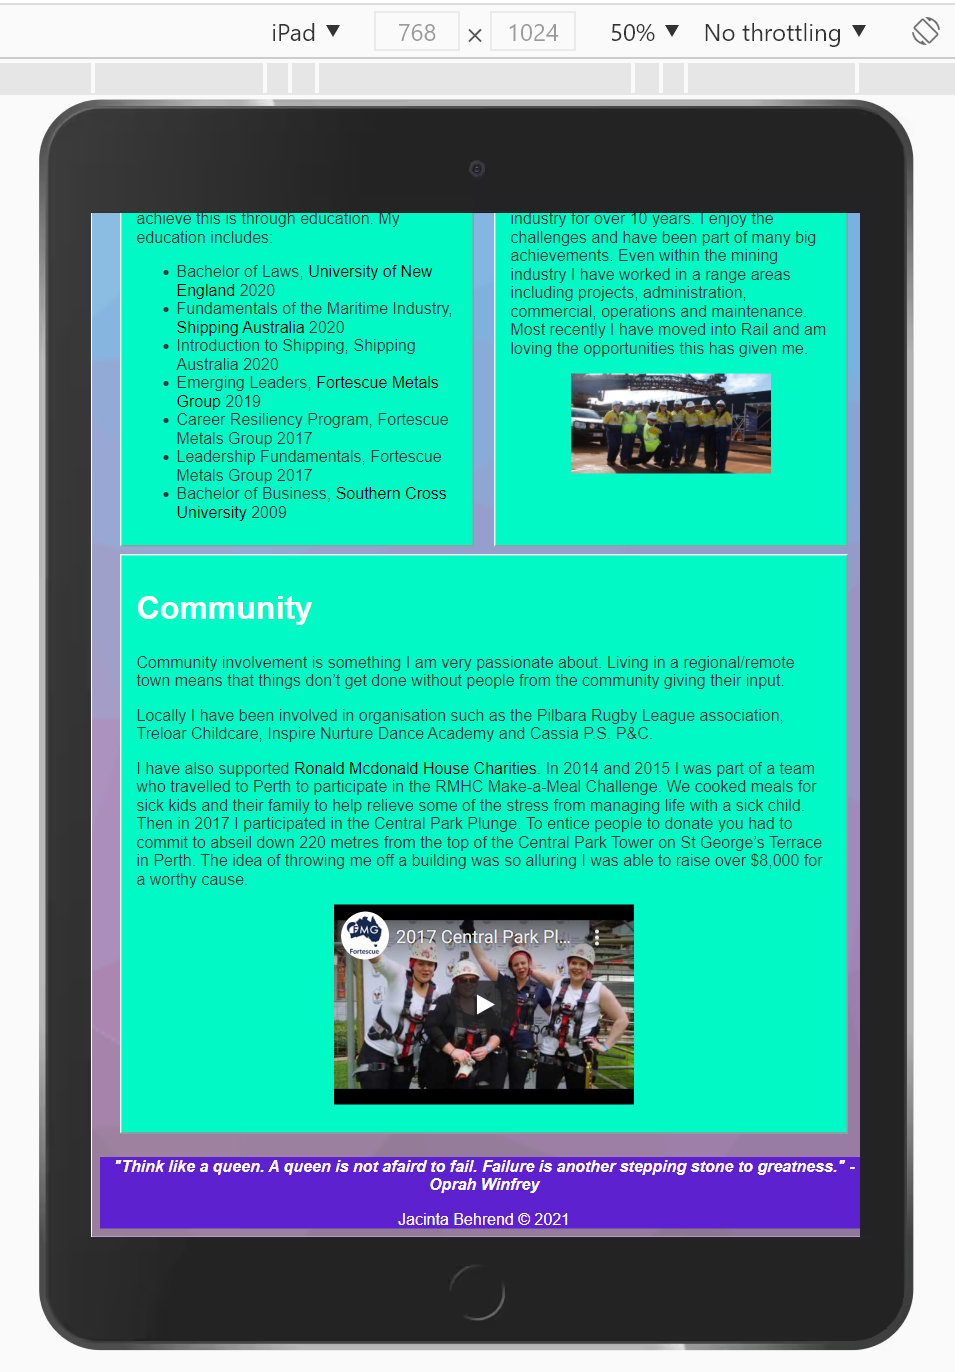 iPad ▼ 768 × 1024 50% ▼ No throttling ▼
achieve this is through education. My
education includes:
• Bachelor of Laws, University of New
England 2020
• Fundamentals of the Maritime Industry,
Shipping Australia 2020
• Introduction to Shipping, Shipping
Australia 2020
• Emerging Leaders, Fortescue Metals
Group 2019
• Career Resiliency Program, Fortescue
Metals Group 2017
• Leadership Fundamentals, Fortescue
Metals Group 2017
• Bachelor of Business, Southern Cross
University 2009
industry for over 10 years. I enjoy the
challenges and have been part of many big
achievements. Even within the mining
industry I have worked in a range areas
including projects, administration,
commercial, operations and maintenance.
Most recently I have moved into Rail and am
loving the opportunities this has given me.
Community
Community involvement is something I am very passionate about. Living in a regional/remote
town means that things don’t get done without people from the community giving their input.
Locally I have been involved in organisation such as the Pilbara Rugby League association,
Treloar Childcare, Inspire Nurture Dance Academy and Cassia P.S. P&C.
I have also supported Ronald Mcdonald House Charities. In 2014 and 2015 I was part of a team
who travelled to Perth to participate in the RMHC Make-a-Meal Challenge. We cooked meals for
sick kids and their family to help relieve some of the stress from managing life with a sick child.
Then in 2017 I participated in the Central Park Plunge. To entice people to donate you had to
commit to abseil down 220 metres from the top of the Central Park Tower on St George’s Terrace
in Perth. The idea of throwing me off a building was so alluring I was able to raise over $8,000 for
a worthy cause.
FMG
Fortescue
2017 Central Park Pl...
"Think like a queen. A queen is not afaird to fail. Failure is another stepping stone to greatness." -
Oprah Winfrey
Jacinta Behrend © 2021